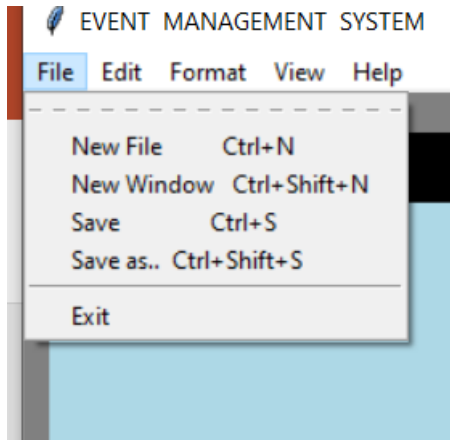 EVENT MANAGEMENT SYSTEM
File Edit Format View Help
New File Ctrl+N
New Window Ctrl+Shift+N
Save Ctrl+S
Save as.. Ctrl+Shift+S
Exit